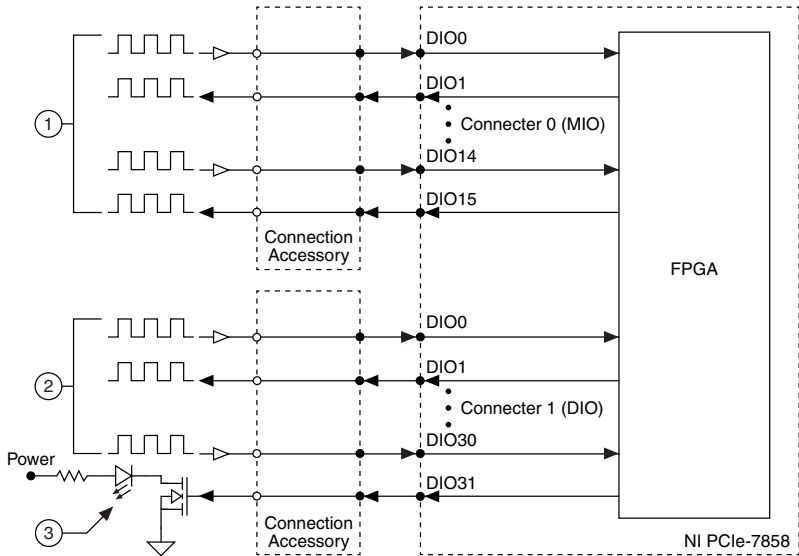 DIO0
DIO1
1
Connecter 0 (MIO)
DIO14
DIO15
Connection
Accessory
FPGA
DIO0
DIO1
2
Connecter 1 (DIO)
DIO30
Power
DIO31
3
Connection
Accessory
NI PCIe-7858